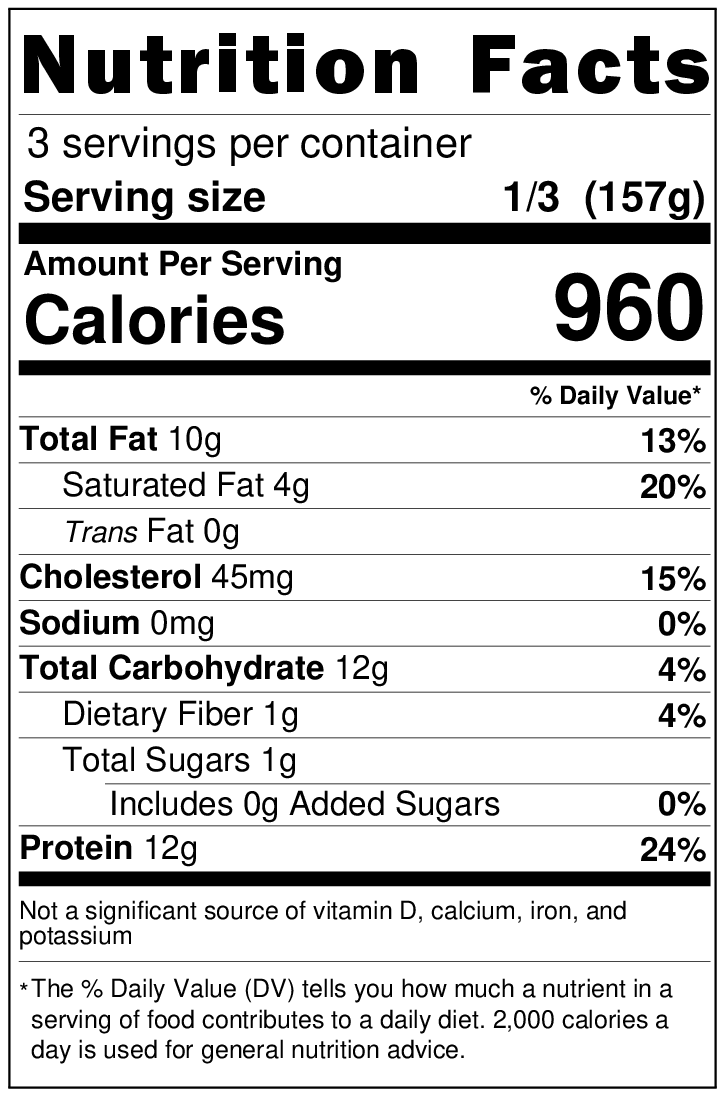 Nutrition Facts
3 servings per container
Serving size 1/3 (157g)
Amount Per Serving
Calories 960
% Daily Value*
Total Fat 10g 13%
Saturated Fat 4g 20%
Trans Fat 0g
Cholesterol 45mg 15%
Sodium 0mg 0%
Total Carbohydrate 12g 4%
Dietary Fiber 1g 4%
Total Sugars 1g
Includes 0g Added Sugars 0%
Protein 12g 24%
Not a significant source of vitamin D, calcium, iron, and
potassium
*The % Daily Value (DV) tells you how much a nutrient in a
serving of food contributes to a daily diet. 2,000 calories a
day is used for general nutrition advice.